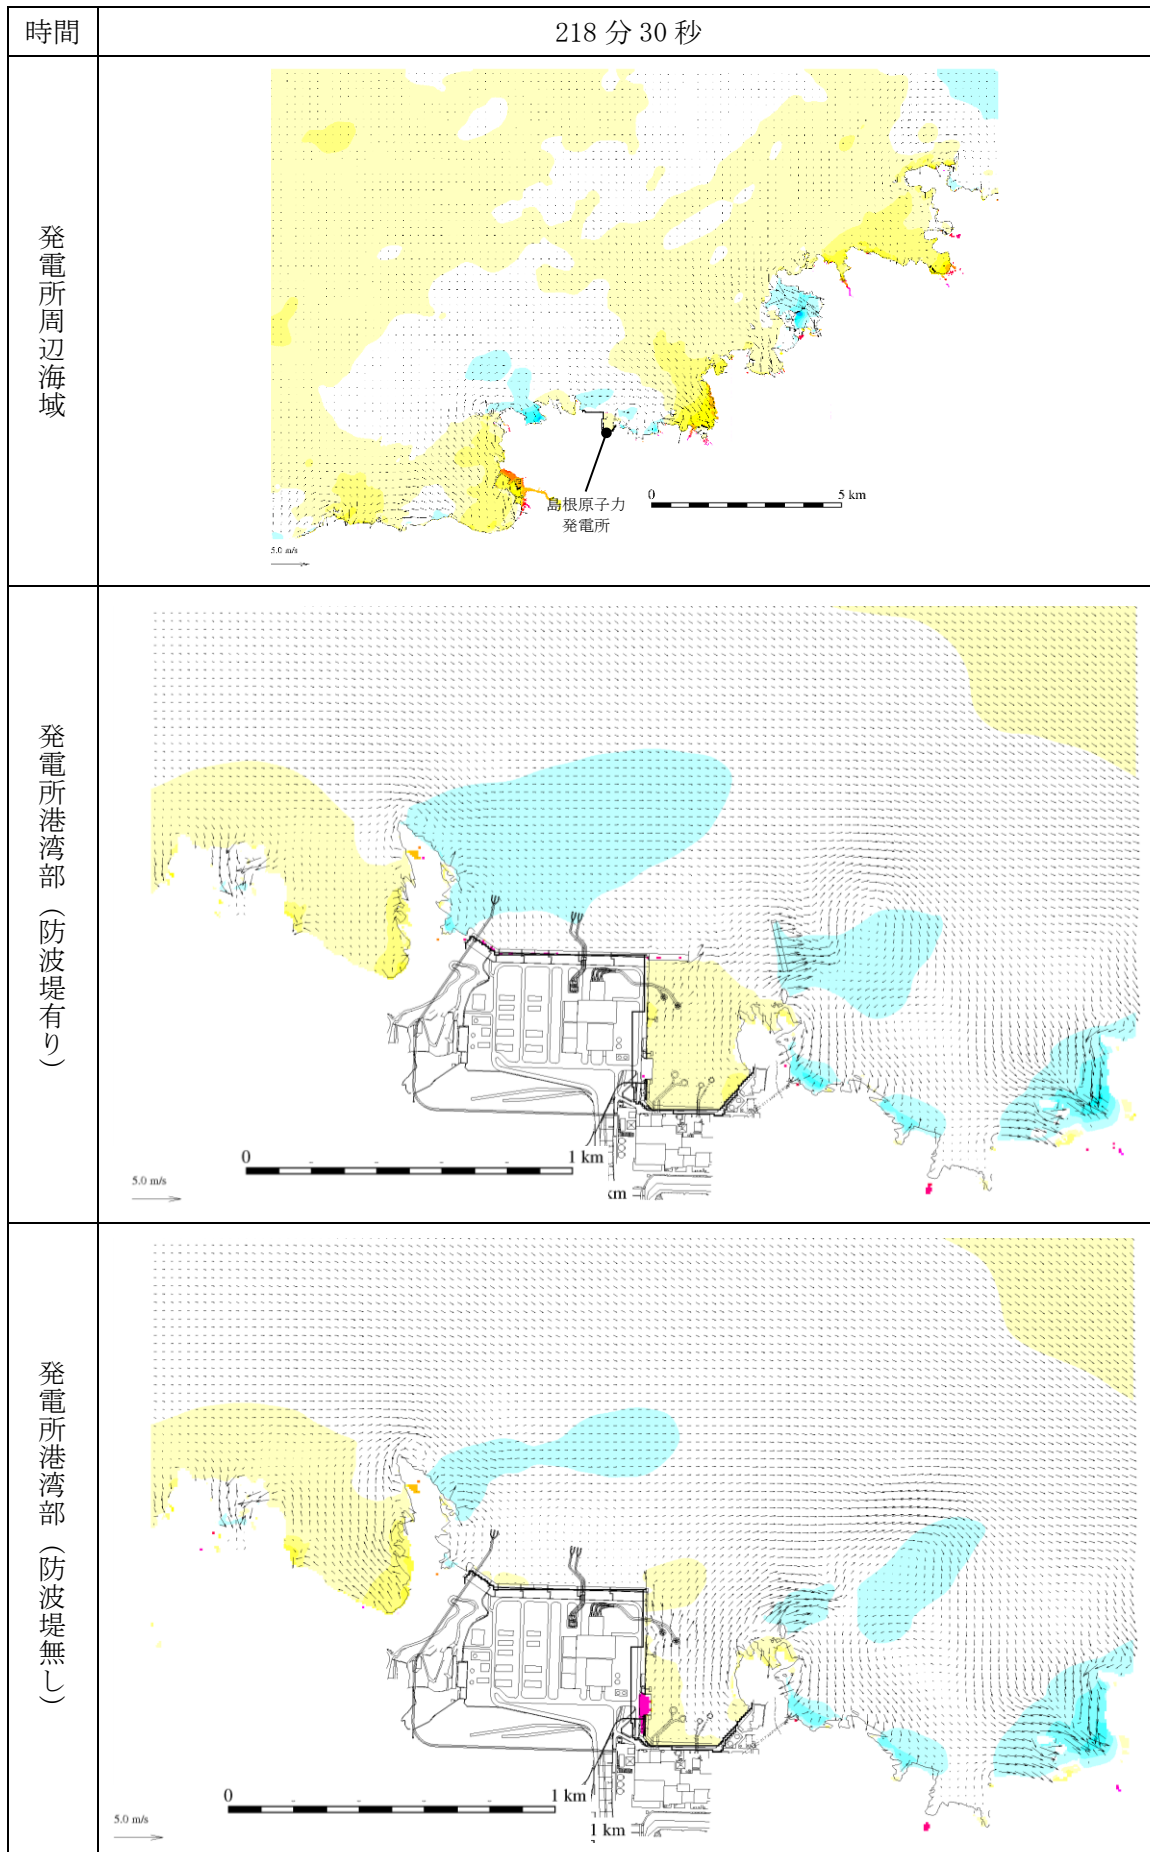 時間
218 分 30 秒
発電所周辺海域
島根原子力
発電所
0
5 km
5.0 m/s
発電所港湾部（防波堤有り）
0
1 km
km
5.0 m/s
発電所港湾部（防波堤無し）
0
1 km
1 km
5.0 m/s